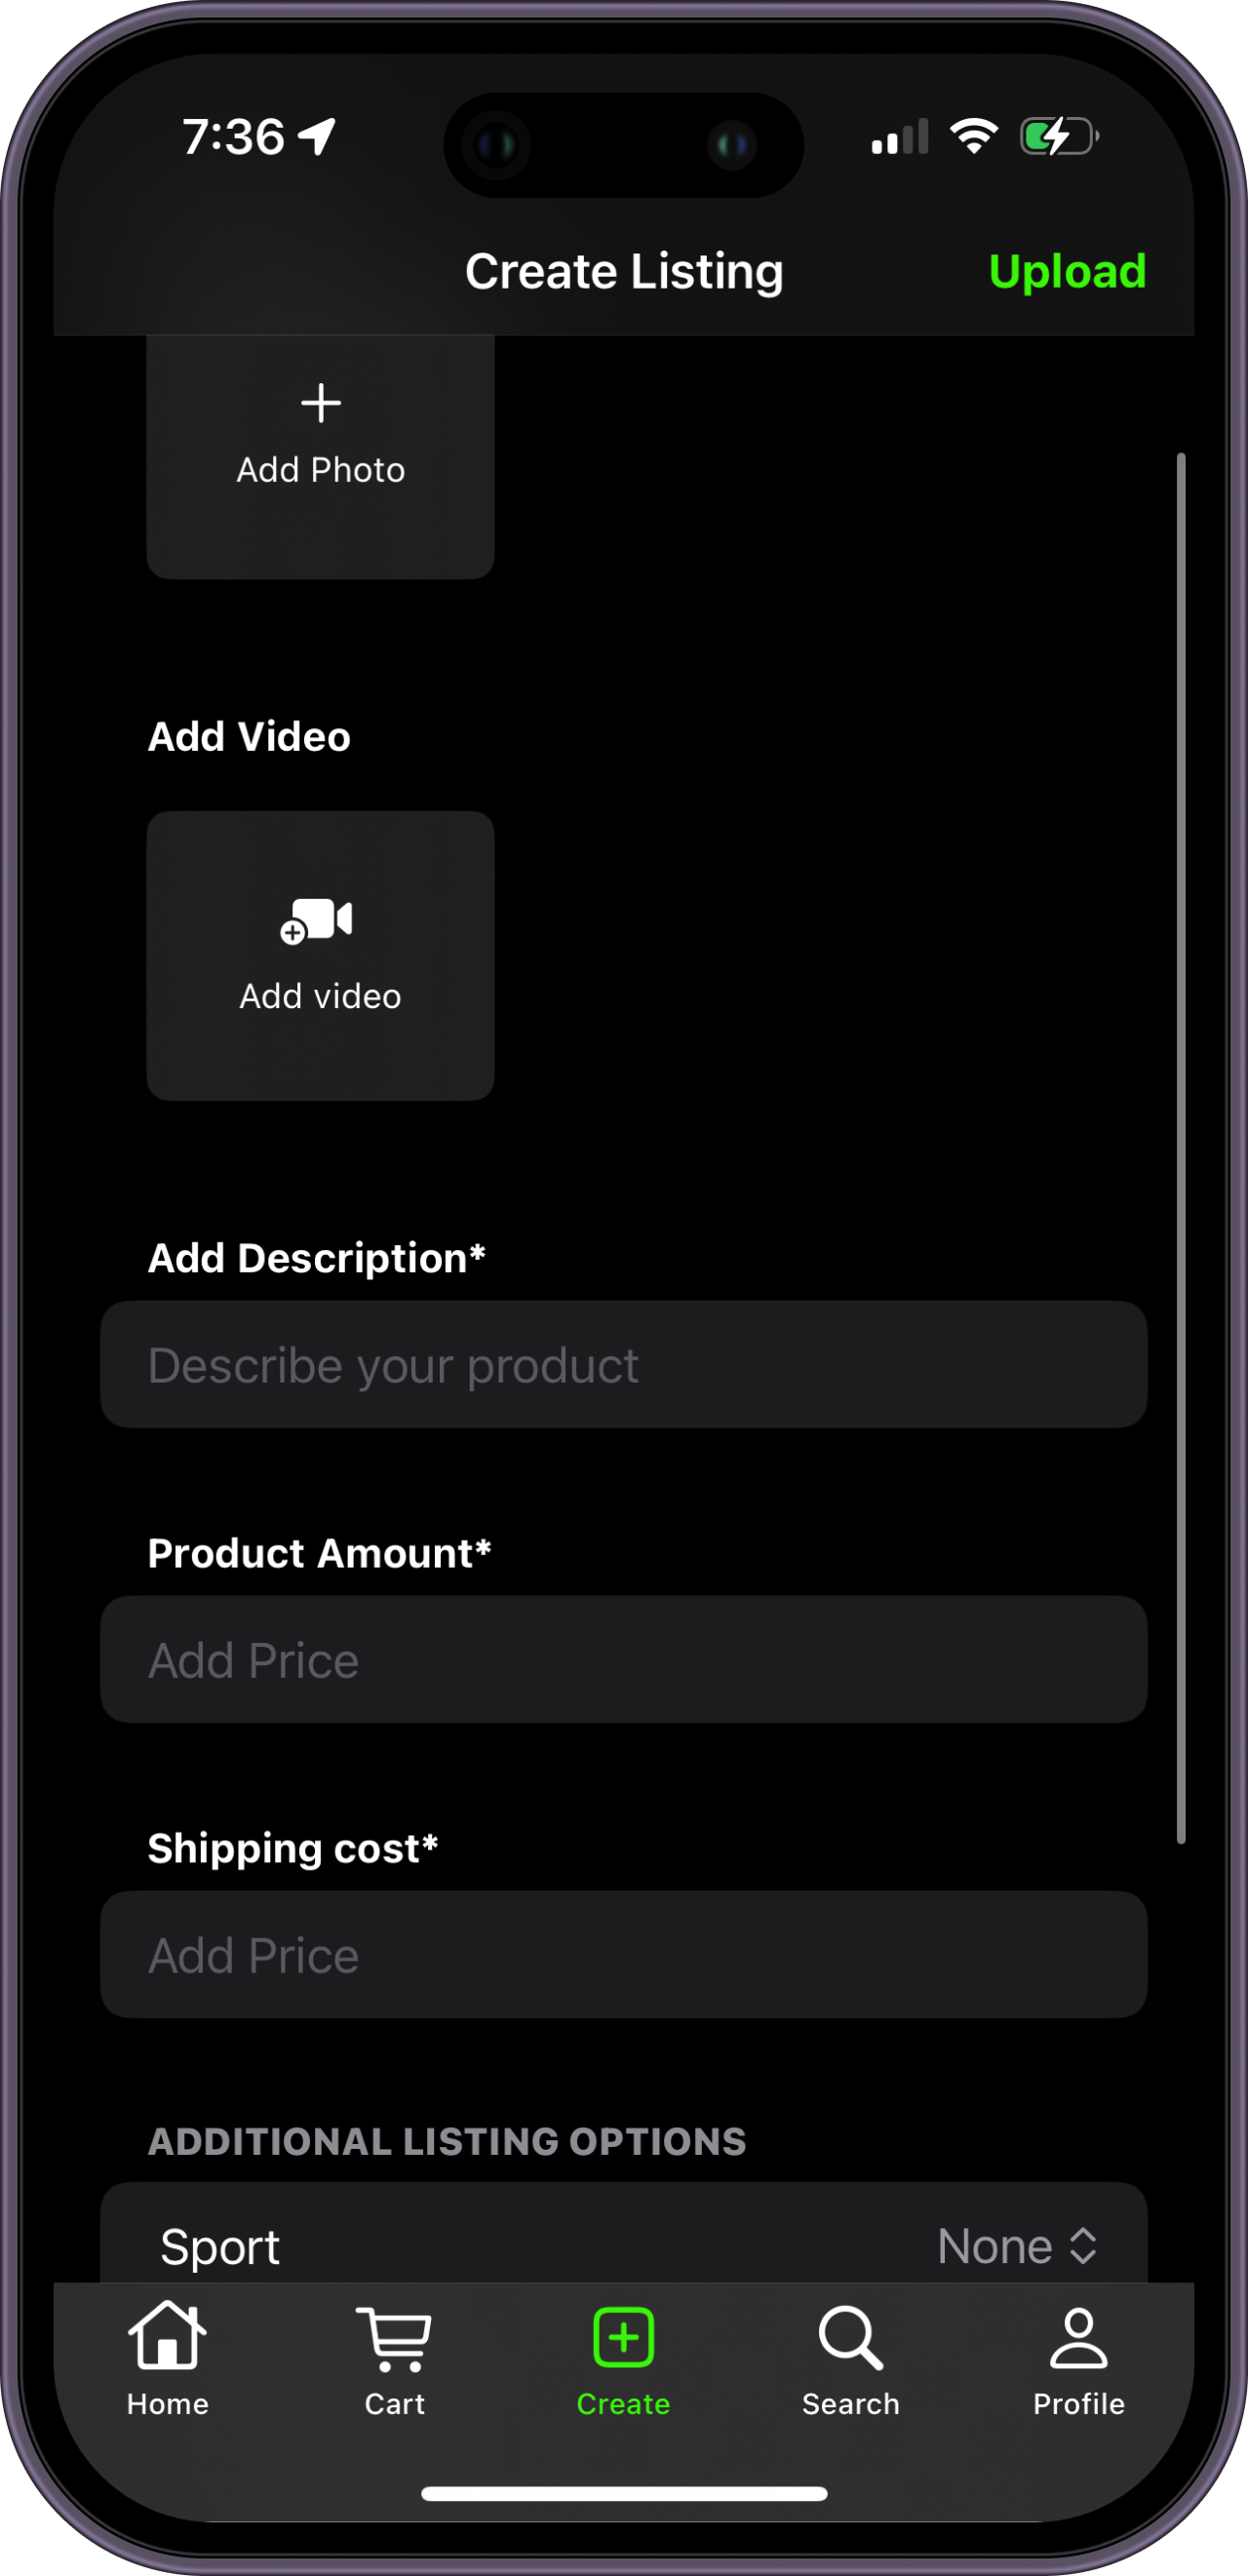 7:36
Create Listing
Upload
Add Photo
Add Video
Add video
Add Description*
Describe your product
Product Amount*
Add Price
Shipping cost*
Add Price
ADDITIONAL LISTING OPTIONS
Sport None
Home Cart Create Search Profile